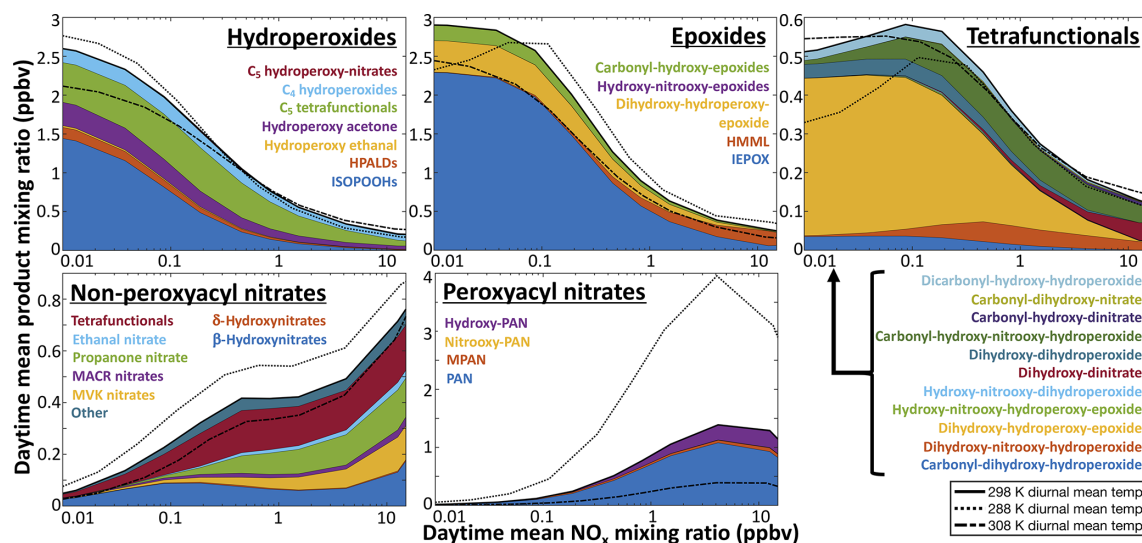 Daytime mean product mixing ratio (ppbv)
Hydroperoxides
C5 hydroperoxy-nitrates
C4 hydroperoxides
C5 tetrafunctionals
Hydroperoxy acetone
Hydroperoxy ethanal
HPALDs
ISOPOOHs
3
2.5
2
1.5
1
0.5
0
0.01
0.1
1
10
Epoxides
Carbonyl-hydroxy-epoxides
Hydroxy-nitrooxy-epoxides
Dihydroxy-hydroperoxy-
epoxide
HMML
IEPOX
3
2.5
2
1.5
1
0.5
0
0.01
0.1
1
10
Tetrafunctionals
0.6
0.5
0.4
0.3
0.2
0.1
0
0.01
0.1
1
10
Non-peroxyacyl nitrates
Tetrafunctionals
Ethanal nitrate
Propanone nitrate
MACR nitrates
MVK nitrates
Other
δ-Hydroxynitrates
β-Hydroxynitrates
0.8
0.6
0.4
0.2
0
0.01
0.1
1
10
Peroxyacyl nitrates
Hydroxy-PAN
Nitrooxy-PAN
MPAN
PAN
4
3
2
1
0
0.01
0.1
1
10
Daytime mean NOx mixing ratio (ppbv)
Dicarbonyl-hydroxy-hydroperoxide
Carbonyl-dihydroxy-nitrate
Carbonyl-hydroxy-dinitrate
Carbonyl-hydroxy-nitrooxy-hydroperoxide
Dihydroxy-dihydroperoxide
Dihydroxy-dinitrate
Hydroxy-nitrooxy-dihydroperoxide
Hydroxy-nitrooxy-hydroperoxy-epoxide
Dihydroxy-hydroperoxy-epoxide
Dihydroxy-nitrooxy-hydroperoxide
Carbonyl-dihydroxy-hydroperoxide
298 K diurnal mean temp
288 K diurnal mean temp
308 K diurnal mean temp